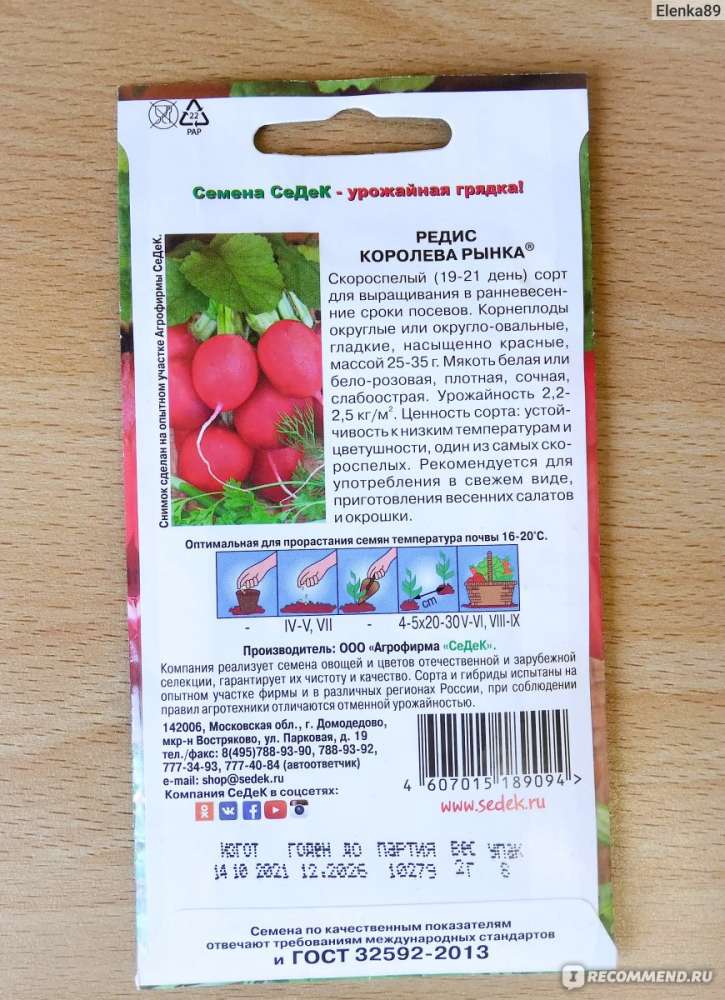 Elenka89
22
PAP
Семена СеДеК - урожайная грядка!
Снимок сделан на опытном участке Агрофирмы СеДеК.
РЕДИС
КОРОЛЕВА РЫНКА®
Скороспелый (19-21 день) сорт
для выращивания в ранневесен-
ние сроки посевов. Корнеплоды
округлые или округло-овальные,
гладкие, насыщенно красные,
массой 25-35 г. Мякоть белая или
бело-розовая, плотная, сочная,
слабоострая. Урожайность 2,2-
2,5 кг/м². Ценность сорта: устой-
чивость к низким температурам и
цветушности, один из самых ско-
роспелых. Рекомендуется для
употребления в свежем виде,
приготовления весенних салатов
и окрошки.
Оптимальная для прорастания семян температура почвы 16-20°С.
cm
- IV-V, VII - 4-5x20-30 V-VI, VIII-IX
Производитель: ООО «Агрофирма «СеДеК».
Компания реализует семена овощей и цветов отечественной и зарубежной
селекции, гарантирует их чистоту и качество. Сорта и гибриды испытаны на
опытном участке фирмы и в различных регионах России, при соблюдении
правил агротехники отличаются отменной урожайностью.
142006, Московская обл., г. Домодедово,
мкр-н Востряково, ул. Парковая, д. 19
тел./факс: 8(495)788-93-90, 788-93-92,
777-34-93, 777-40-84 (автоответчик)
e-mail: shop@sedek.ru
Компания СеДеК в соцсетях:
4 607015 189094 >
www.sedek.ru
ИЗГОТ ГОДЕН ДО ПАРТИЯ ВЕС УПАК
14 10 2021 12.2026 10279 2Г 8
Семена по качественным показателям
отвечают требованиям международных стандартов
и ГОСТ 32592-2013
IRECOMMEND.RU